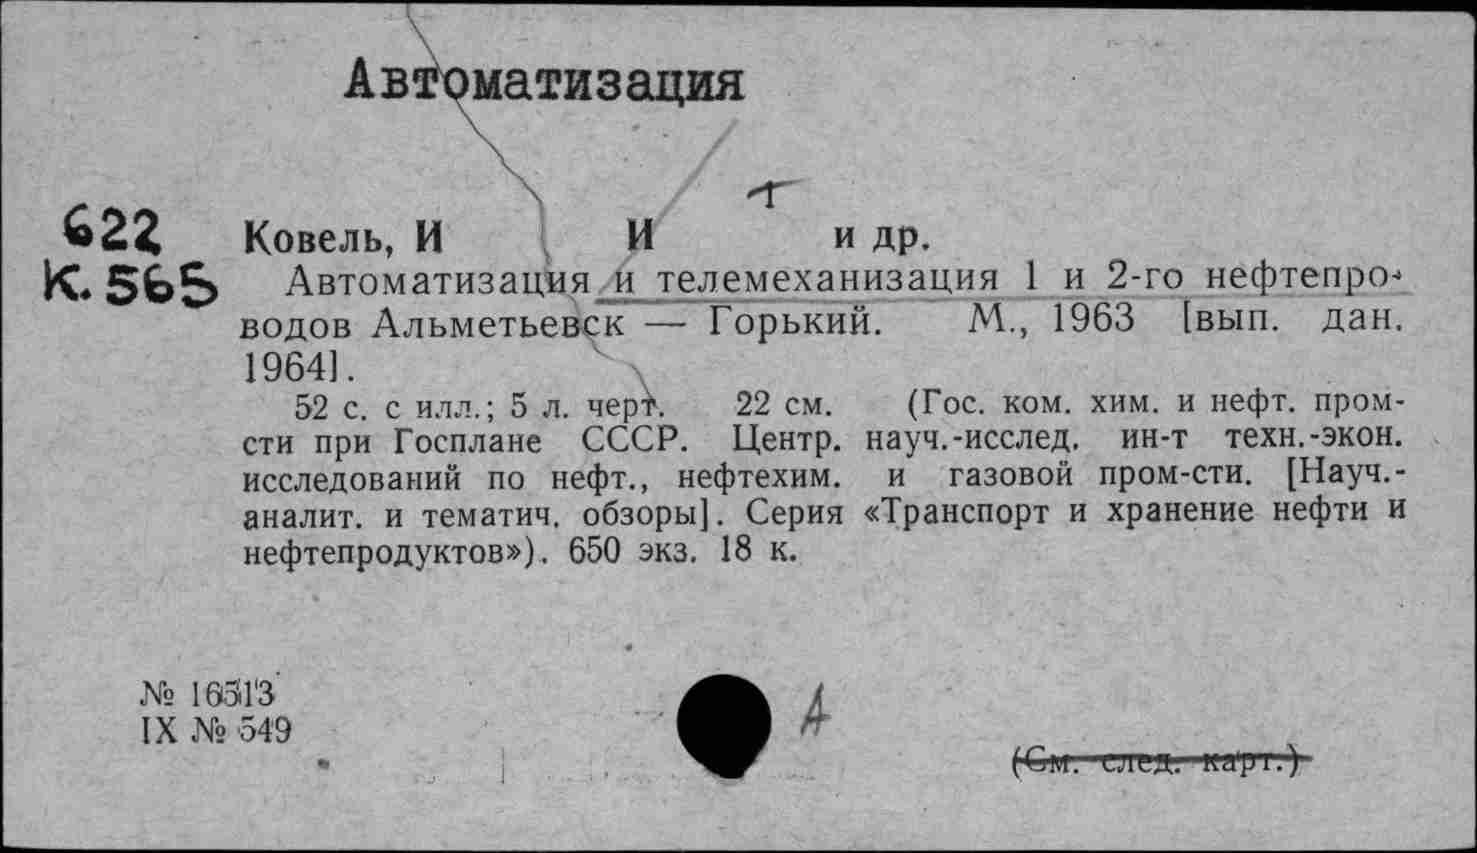 Автоматизация
622 Ковель, И И и др.
К. 565 Автоматизация и телемеханизация 1 и 2-го нефтепро-
водов Альметьевск — Горький. М., 1963 [вып. дан.
1964].
52 с. с илл.; 5 л. черт. 22 см. (Гос. ком. хим. и нефт. пром-
сти при Госплане СССР. Центр. науч.-исслед. ин-т техн.-экон.
исследований по нефт., нефтехим. и газовой пром-сти. [Науч.-
аналит. и тематич. обзоры]. Серия «Транспорт и хранение нефти и
нефтепродуктов»). 650 экз. 18 к.
№ 16513
IX № 549
А
(См. след. карт.)